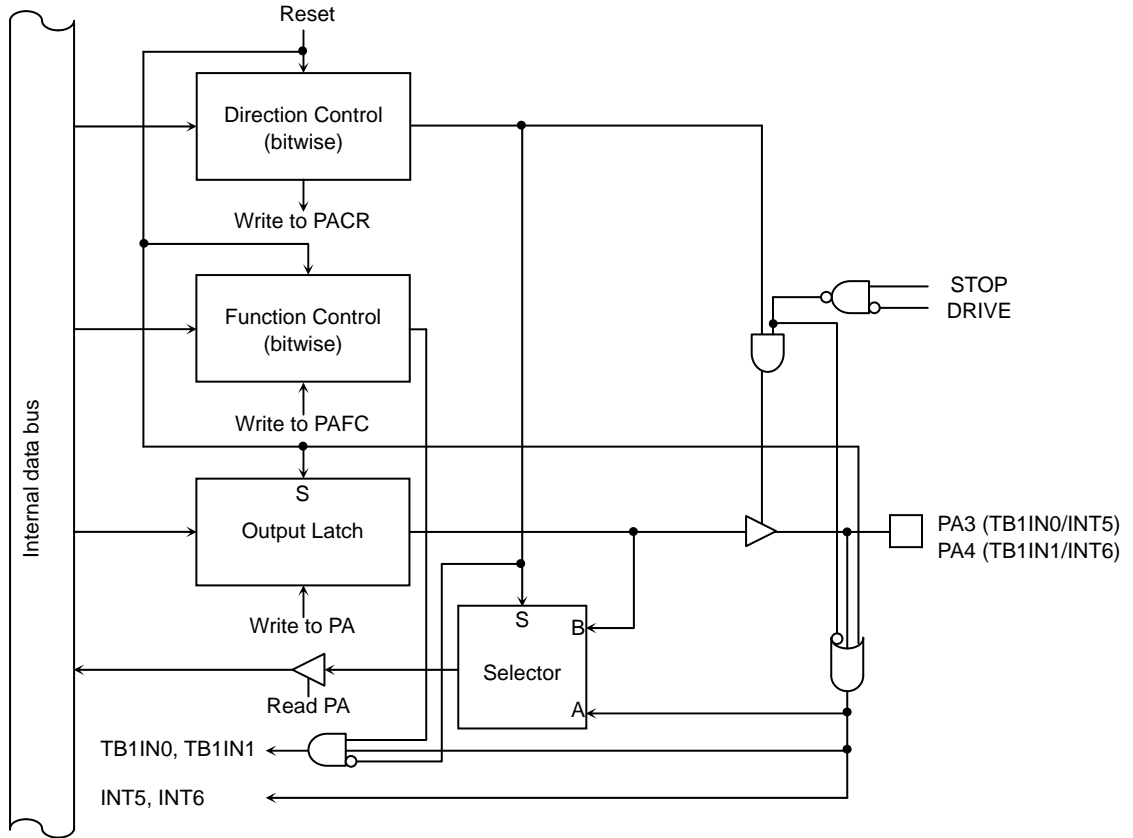 Reset
Direction Control
(bitwise)
Write to PACR
STOP
DRIVE
Function Control
(bitwise)
Write to PAFC
Internal data bus
S
Output Latch
PA3 (TB1IN0/INT5)
PA4 (TB1IN1/INT6)
Write to PA
S
B
Selector
A
Read PA
TB1IN0, TB1IN1
INT5, INT6